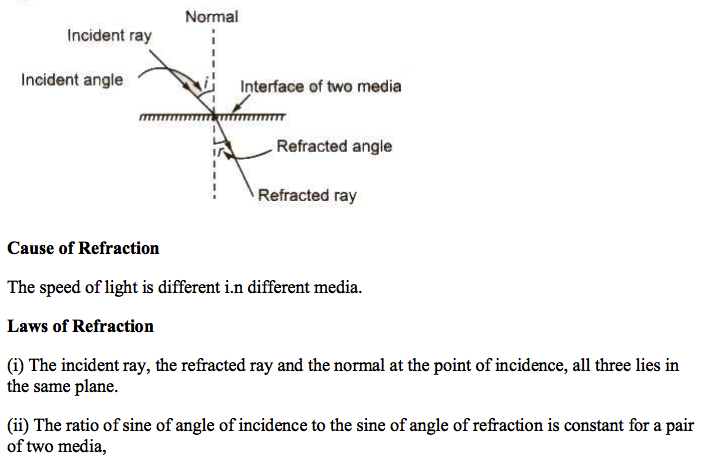 Normal
Incident ray
Incident angle
i
Interface of two media
Refracted angle
r
Refracted ray
Cause of Refraction
The speed of light is different i.n different media.
Laws of Refraction
(i) The incident ray, the refracted ray and the normal at the point of incidence, all three lies in
the same plane.
(ii) The ratio of sine of angle of incidence to the sine of angle of refraction is constant for a pair
of two media,